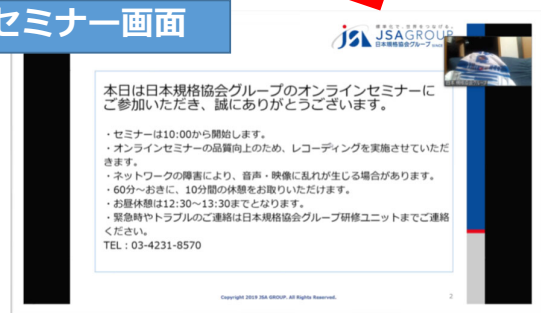 セミナー画面
JSAGROUP
日本規格協会グループ
本日は日本規格協会グループのオンラインセミナーに
ご参加いただき、誠にありがとうございます。
・セミナーは10:00から開始します。
・オンラインセミナーの品質向上のため、レコーディングを実施させていただ
きます。
・ネットワークの障害により、音声・映像に乱れが生じる場合があります。
・60分～おきに、10分間の休憩をお取りいただけます。
・お昼休憩は12:30～13:30までとなります。
・緊急時やトラブルのご連絡は日本規格協会グループ研修ユニットまでご連絡
ください。
TEL：03-4231-8570
Copyright 2019 JSA GROUP. All Rights Reserved.
2